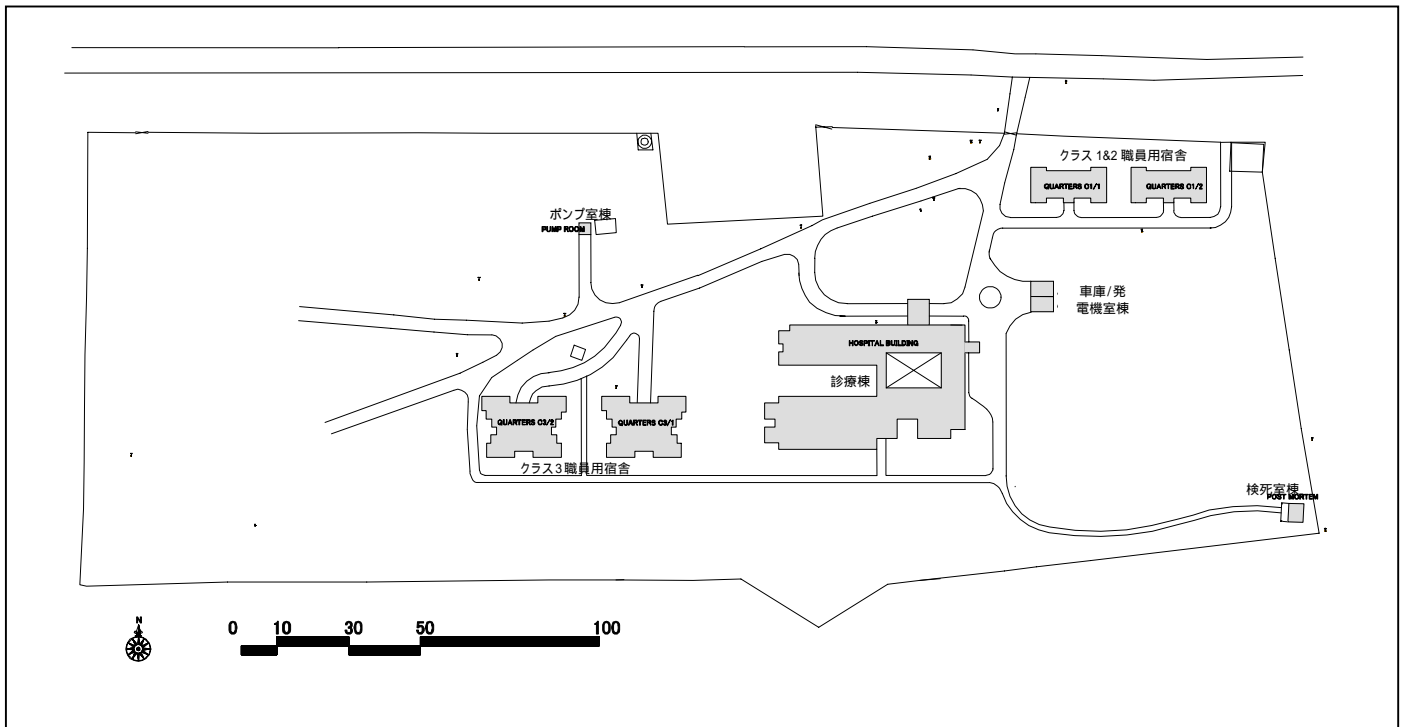 クラス 1&2 職員用宿舎
QUARTERS C1/1
QUARTERS C1/2
ポンプ室棟
PUMP ROOM
車庫/発
電機室棟
HOSPITAL BUILDING
診療棟
QUARTERS C3/2
QUARTERS C3/1
クラス3 職員用宿舎
検死室棟
POST MORTEM
N
0 10 30 50 100